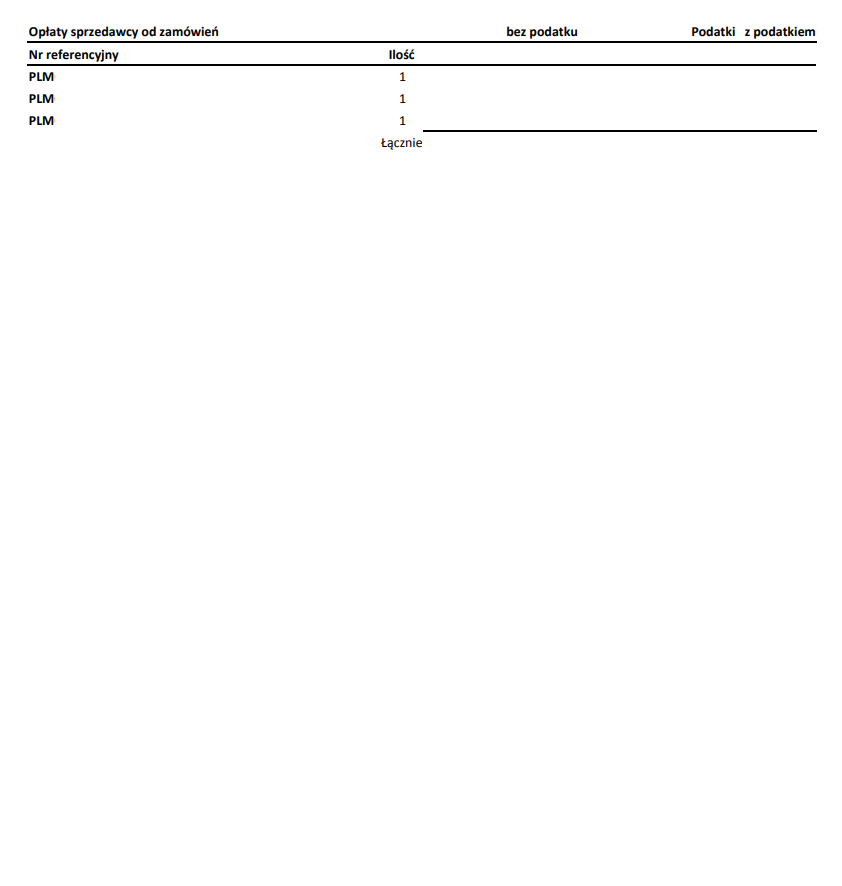 Opłaty sprzedawcy od zamówień bez podatku Podatki z podatkiem
Nr referencyjny Ilość
PLM 1
PLM 1
PLM 1
Łącznie